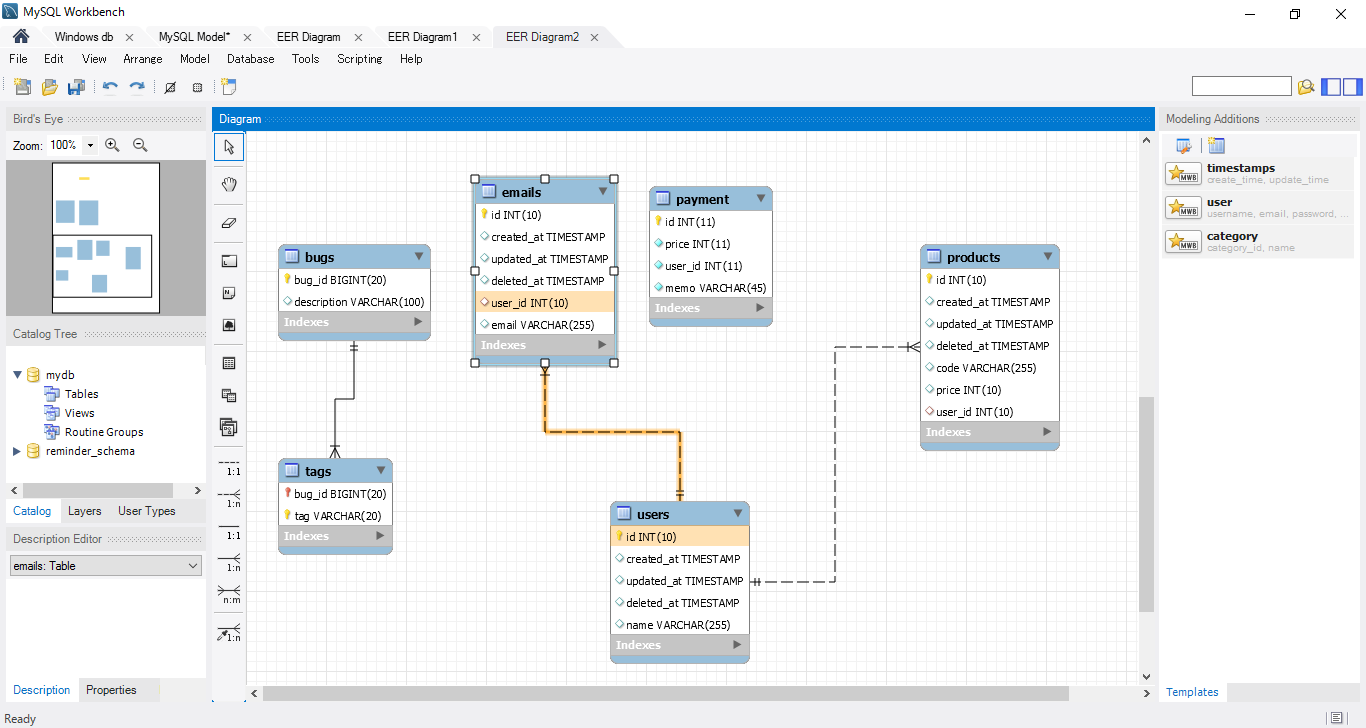 MySQL Workbench
Windows db
MySQL Model*
EER Diagram
EER Diagram1
EER Diagram2
File Edit View Arrange Model Database Tools Scripting Help
Bird's Eye
Zoom: 100%
Catalog Tree
mydb
Tables
Views
Routine Groups
reminder_schema
Catalog Layers User Types
Description Editor
emails: Table
Description Properties
Ready
Diagram
1:1
1:n
1:1
1:n
n:m
1:n
bugs
bug_id BIGINT(20)
description VARCHAR(100)
Indexes
tags
bug_id BIGINT(20)
tag VARCHAR(20)
Indexes
emails
id INT(10)
created_at TIMESTAMP
updated_at TIMESTAMP
deleted_at TIMESTAMP
user_id INT(10)
email VARCHAR(255)
Indexes
payment
id INT(11)
price INT(11)
user_id INT(11)
memo VARCHAR(45)
Indexes
users
id INT(10)
created_at TIMESTAMP
updated_at TIMESTAMP
deleted_at TIMESTAMP
name VARCHAR(255)
Indexes
products
id INT(10)
created_at TIMESTAMP
updated_at TIMESTAMP
deleted_at TIMESTAMP
code VARCHAR(255)
price INT(10)
user_id INT(10)
Indexes
Modeling Additions
MWB
timestamps
create_time, update_time
MWB
user
username, email, password, ...
MWB
category
category_id, name
Templates